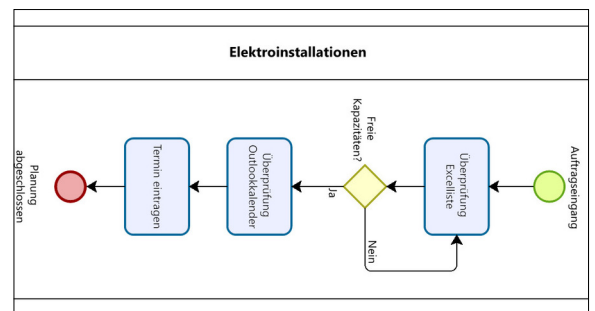 Elektroinstallationen
Auftragseingang
Überprüfung
Excelliste
Freie
Kapazitäten?
Nein
Ja
Überprüfung
Outlookkalender
Termin eintragen
Planung
abgeschlossen